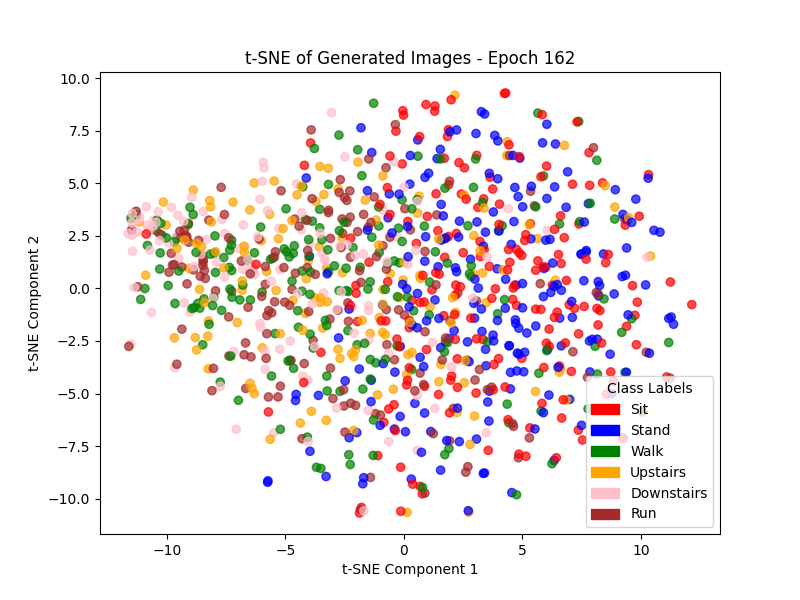 t-SNE of Generated Images - Epoch 162
10.0
7.5
5.0
2.5
0.0
−2.5
−5.0
−7.5
−10.0
t-SNE Component 2
−10
−5
0
5
10
t-SNE Component 1
Class Labels
Sit
Stand
Walk
Upstairs
Downstairs
Run